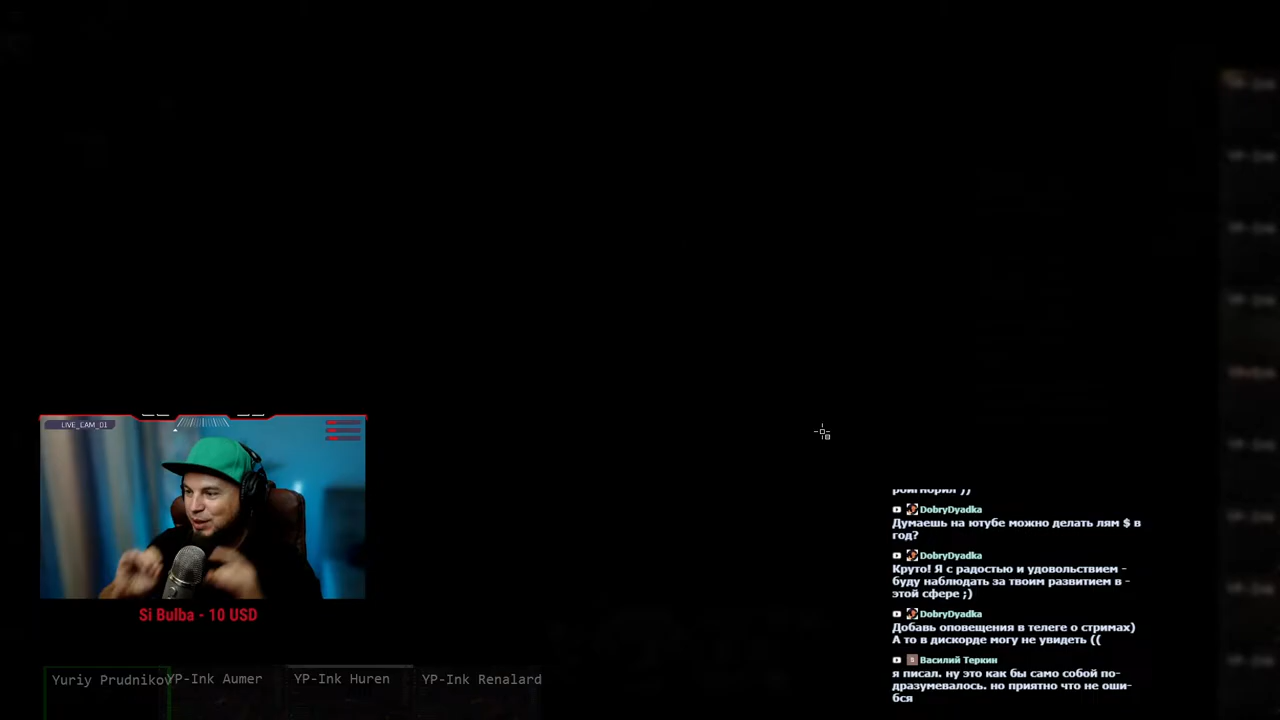 LIVE_CAM_01
Si Bulba - 10 USD
Yuriy Prudnikov
YP-Ink Aumer
YP-Ink Huren
YP-Ink Renalard
DobryDyadka
Думаешь на ютубе можно делать лям $ в
год?
DobryDyadka
Круто! Я с радостью и удовольствием -
буду наблюдать за твоим развитием в -
этой сфере ;)
DobryDyadka
Добавь оповещения в телеге о стримах)
А то в дискорде могу не увидеть ((
Василий Теркин
я писал. ну это как бы само собой по-
дразумевалось. но приятно что не оши-
бся